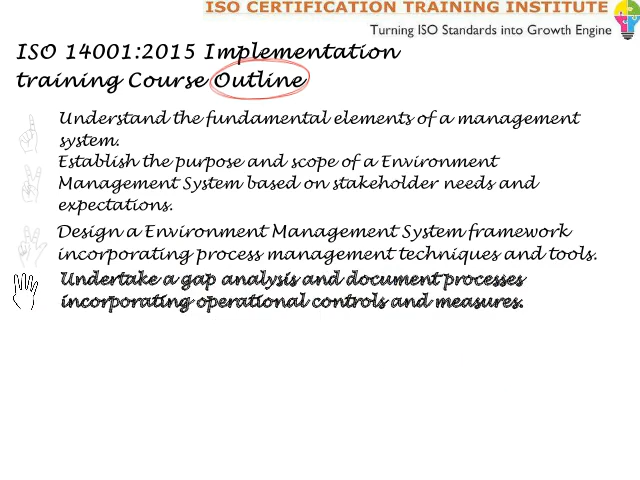 ISO CERTIFICATION TRAINING INSTITUTE
Turning ISO Standards into Growth Engine
ISO 14001:2015 Implementation
training Course Outline
Understand the fundamental elements of a management
system.
Establish the purpose and scope of a Environment
Management System based on stakeholder needs and
expectations.
Design a Environment Management System framework
incorporating process management techniques and tools.
Undertake a gap analysis and document processes
incorporating operational controls and measures.